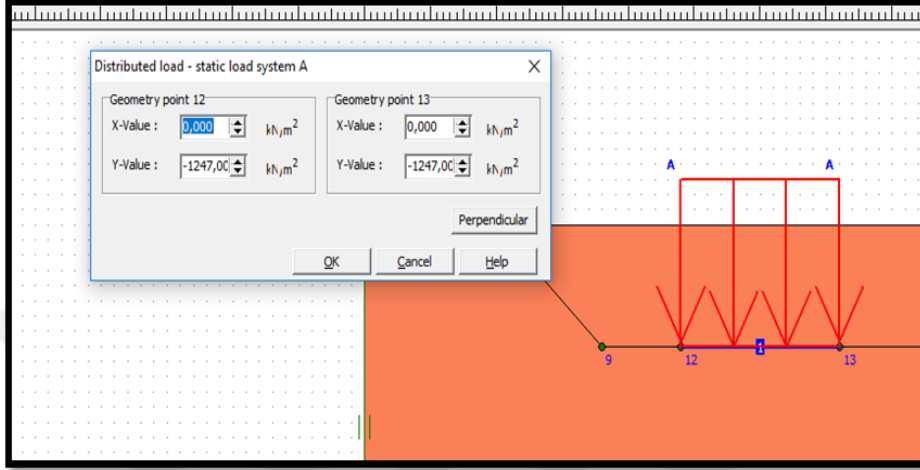 Distributed load - static load system A
Geometry point 12
X-Value : 0,000 kN/m²
Y-Value : -1247,00 kN/m²
Geometry point 13
X-Value : 0,000 kN/m²
Y-Value : -1247,00 kN/m²
Perpendicular
OK Cancel Help
A A
1
9 12 13